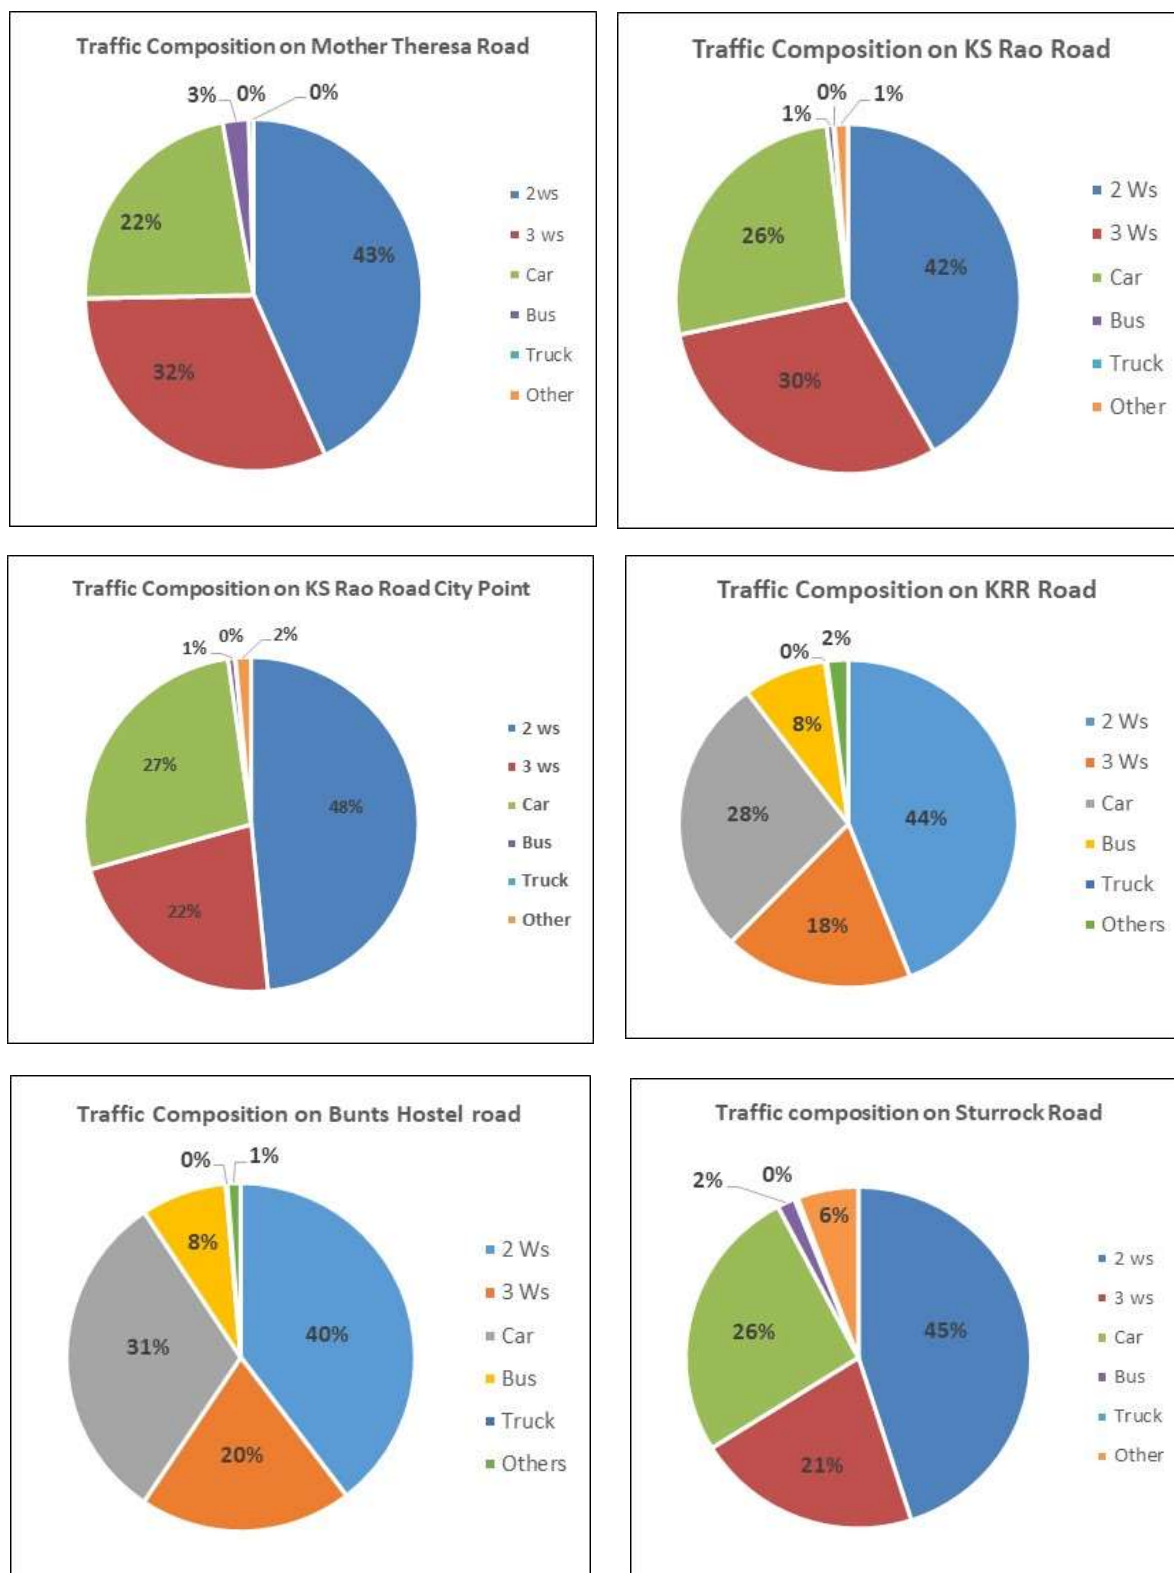 Traffic Composition on Mother Theresa Road
3% 0% 0%
22%
43%
32%
2ws
3 ws
Car
Bus
Truck
Other
Traffic Composition on KS Rao Road
0%
1% 1%
26%
42%
30%
2 Ws
3 Ws
Car
Bus
Truck
Other
Traffic Composition on KS Rao Road City Point
1% 0% 2%
27%
48%
22%
2 ws
3 ws
Car
Bus
Truck
Other
Traffic Composition on KRR Road
0% 2%
8%
28%
44%
18%
2 Ws
3 Ws
Car
Bus
Truck
Others
Traffic Composition on Bunts Hostel road
0% 1%
8%
31%
40%
20%
2 Ws
3 Ws
Car
Bus
Truck
Others
Traffic composition on Sturrock Road
2% 0%
6%
26%
45%
21%
2 ws
3 ws
Car
Bus
Truck
Other